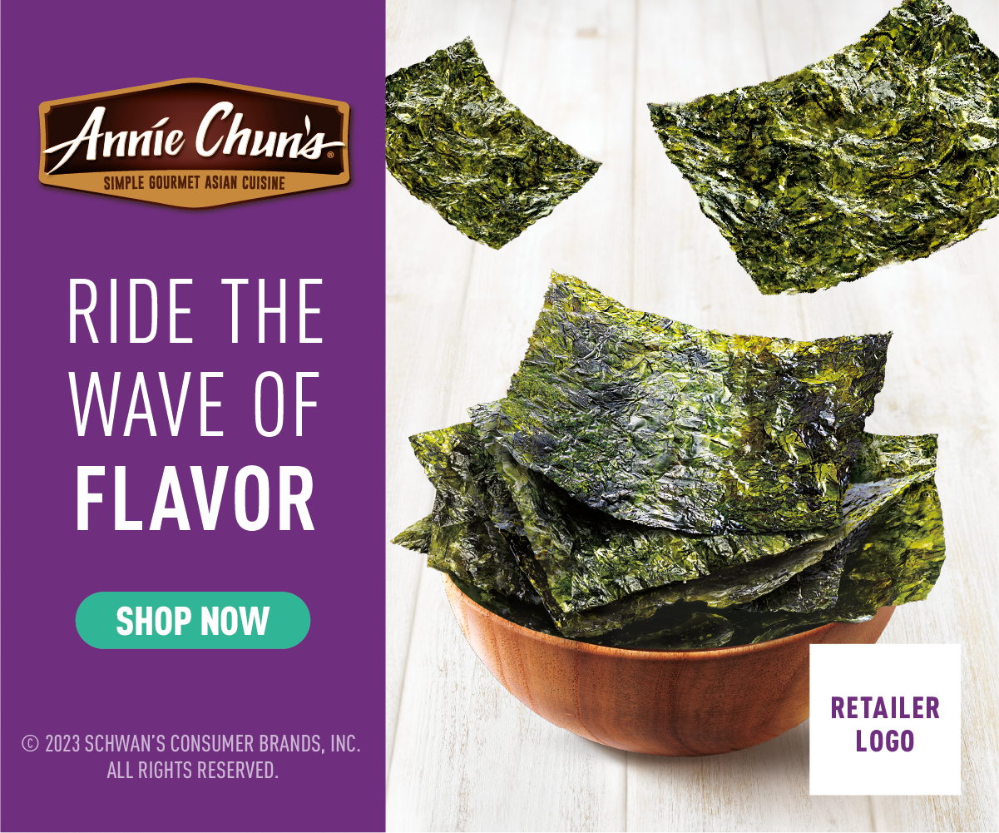 Annie Chun's®
SIMPLE GOURMET ASIAN CUISINE
RIDE THE
WAVE OF
FLAVOR
SHOP NOW
© 2023 SCHWAN'S CONSUMER BRANDS, INC.
ALL RIGHTS RESERVED.
RETAILER
LOGO